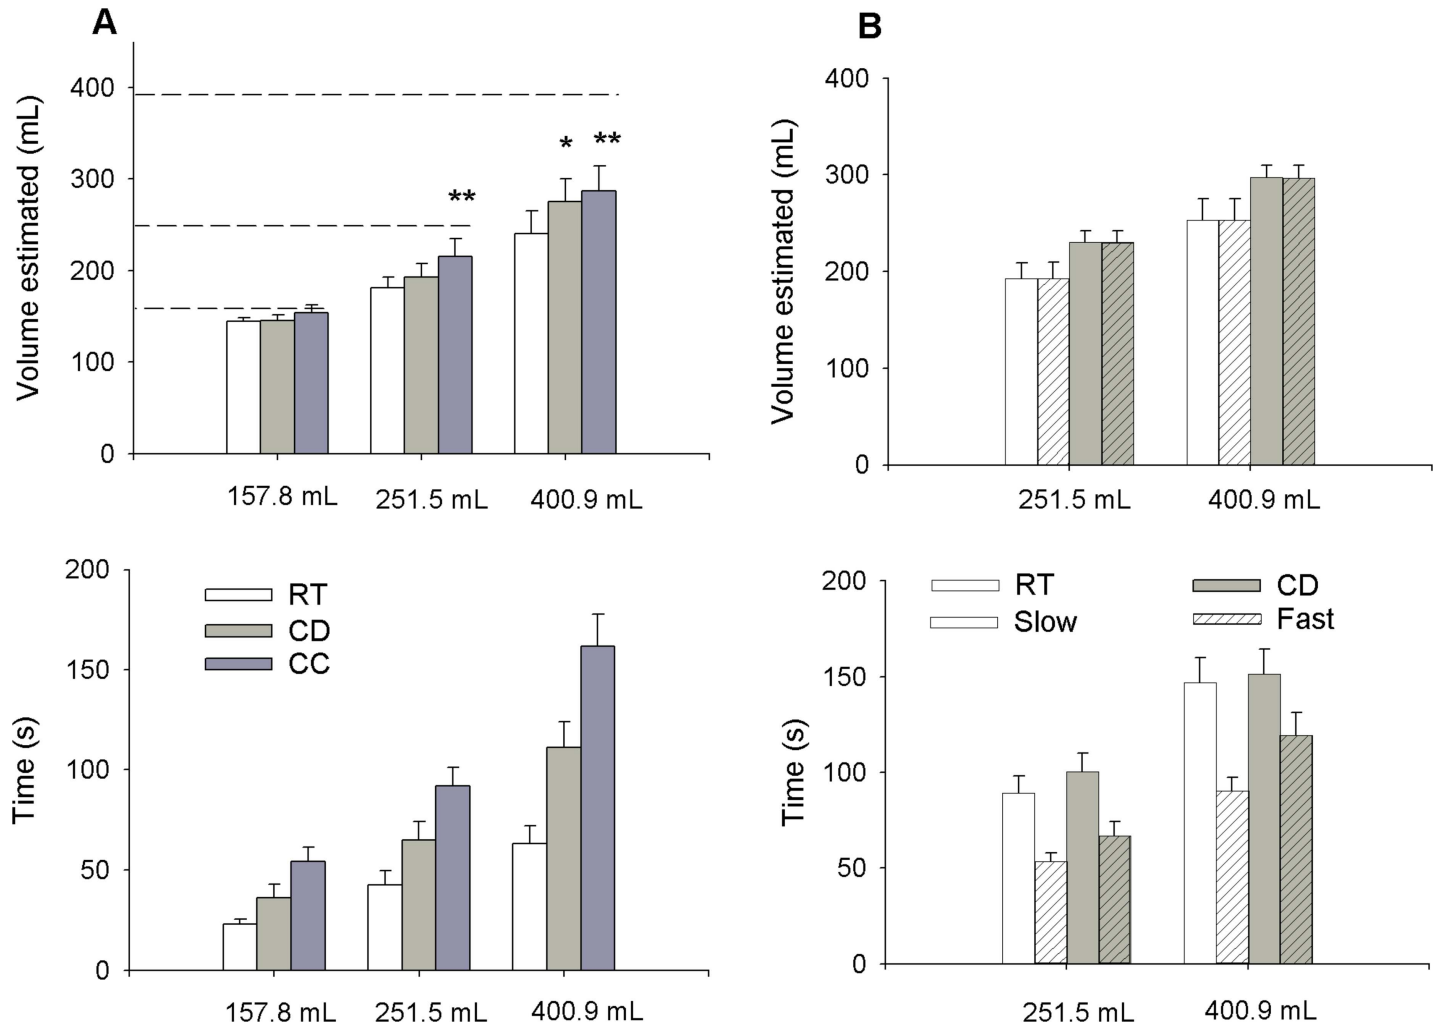 A
Volume estimated (mL)
400
300
200
100
0
*
**
**
157.8 mL 251.5 mL 400.9 mL
B
Volume estimated (mL)
400
300
200
100
0
251.5 mL 400.9 mL
Time (s)
200
150
100
50
0
RT
CD
CC
157.8 mL 251.5 mL 400.9 mL
Time (s)
200
150
100
50
0
RT CD
Slow Fast
251.5 mL 400.9 mL